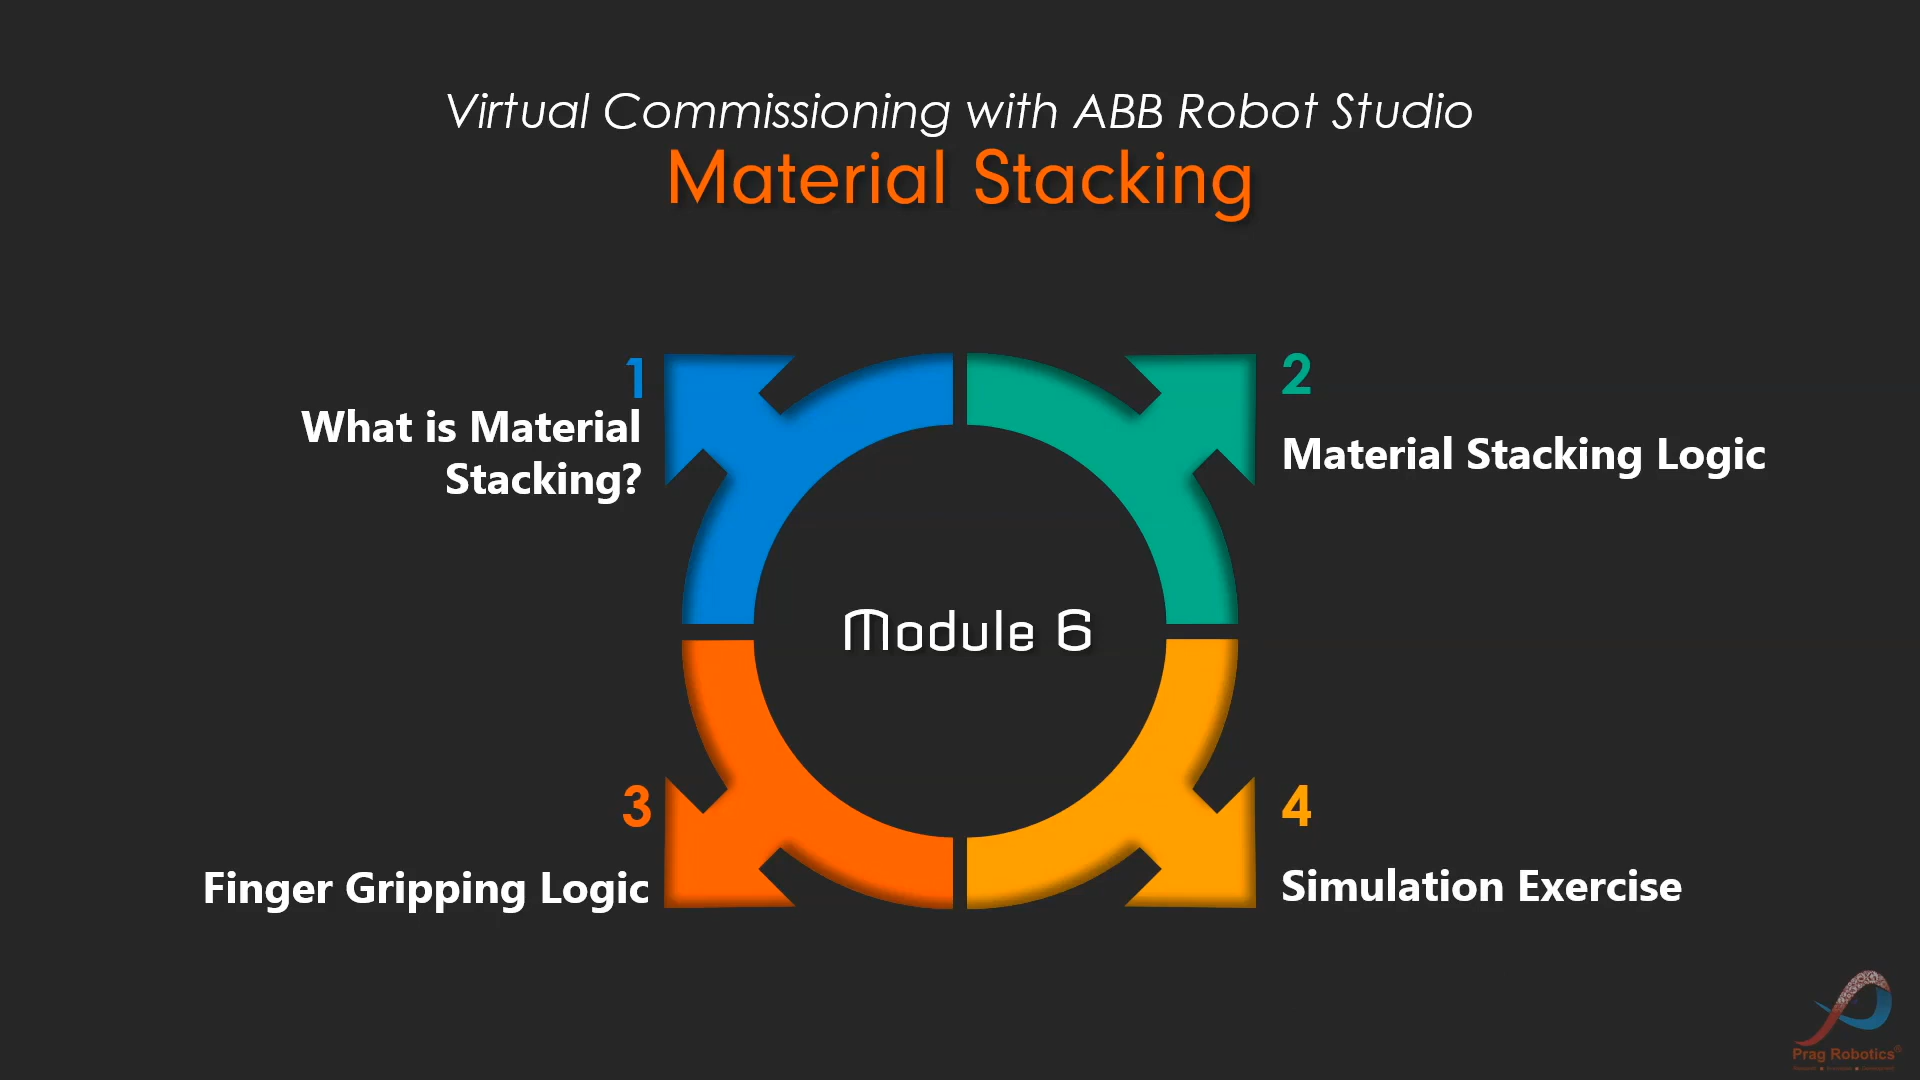 Virtual Commissioning with ABB Robot Studio
Material Stacking
1
What is Material
Stacking?
2
Material Stacking Logic
Module 6
3
Finger Gripping Logic
4
Simulation Exercise
Prag Robotics®